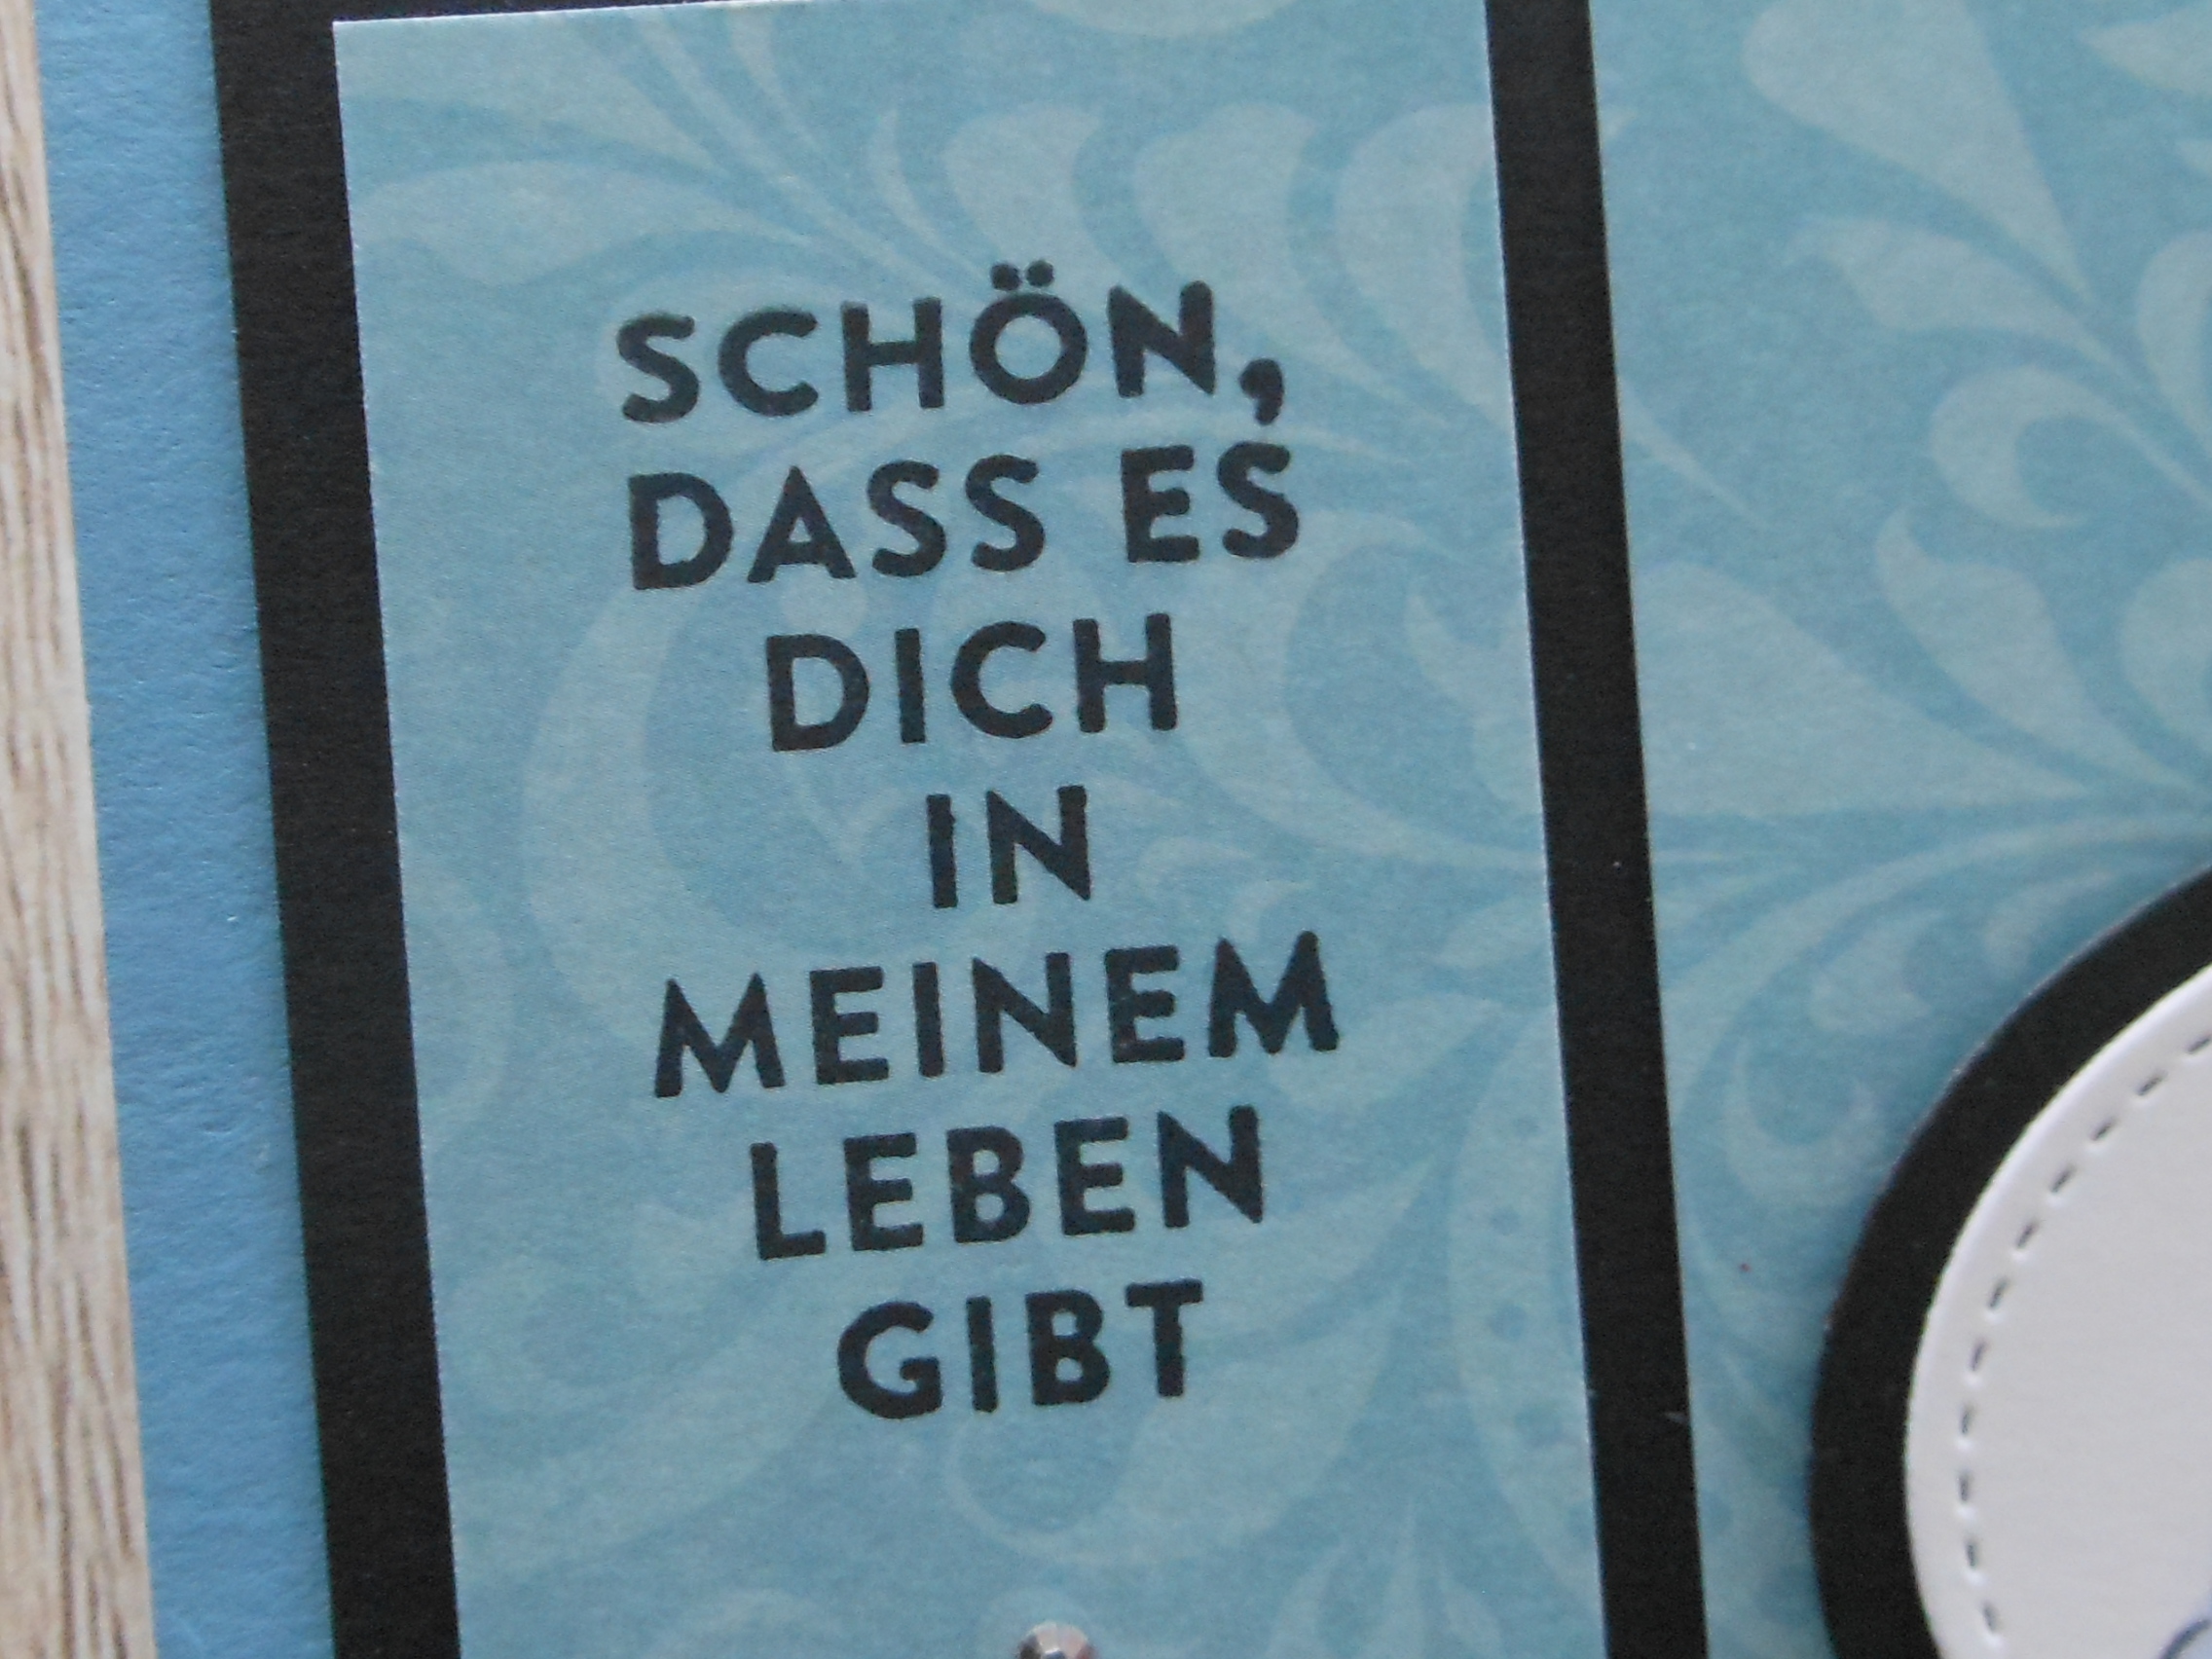 SCHÖN,
DASS ES
DICH
IN
MEINEM
LEBEN
GIBT